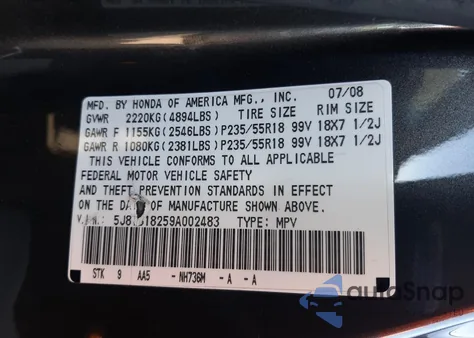 MFD. BY HONDA OF AMERICA MFG., INC. 07/08
GVWR 2220KG(4894LBS) TIRE SIZE RIM SIZE
GAWR F 1155KG(2546LBS)P235/55R18 99V 18X7 1/2J
GAWR R 1080KG(2381LBS)P235/55R18 99V 18X7 1/2J
THIS VEHICLE CONFORMS TO ALL APPLICABLE
FEDERAL MOTOR VEHICLE SAFETY
AND THEFT PREVENTION STANDARDS IN EFFECT
ON THE DATE OF MANUFACTURE SHOWN ABOVE.
TYPE: MPV
STK 9 AA5 -NH736M -A -A
autoSnap